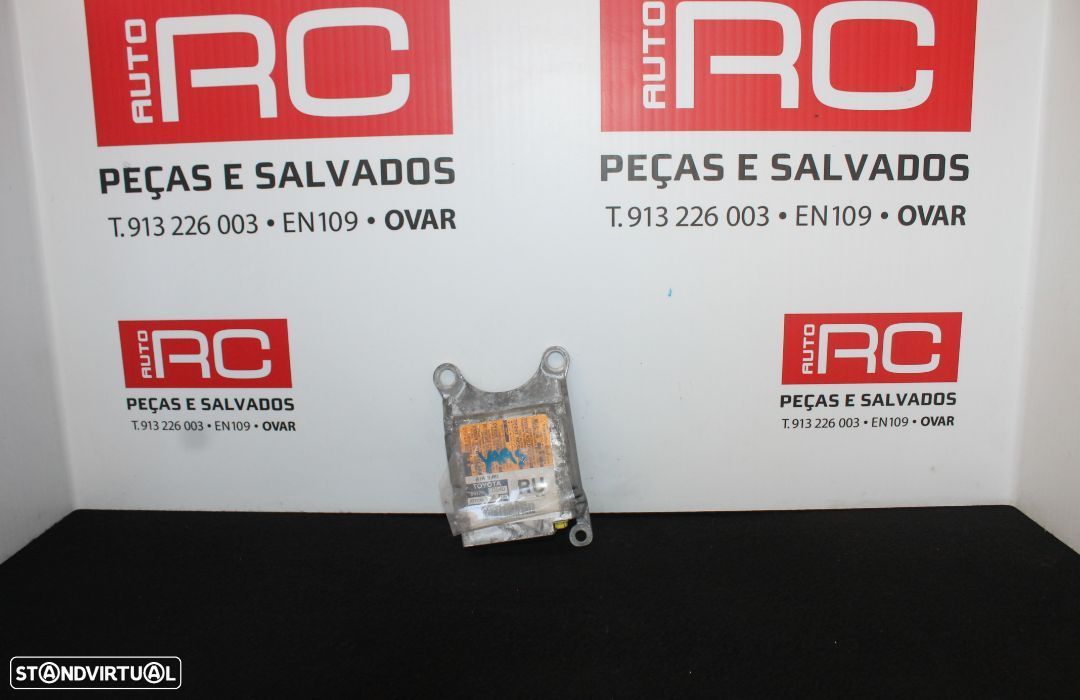 AUTO RC
PEÇAS E SALVADOS
T. 913 226 003 • EN109 • OVAR
AUTO RC
PEÇAS E SALVADOS
T. 913 226 003 • EN109 • OVAR
AUTO RC
PEÇAS E SALVADOS
T. 913 226 003 • EN109 • OVAR
AUTO RC
PEÇAS E SALVADOS
T. 913 226 003 • EN109 • OVAR
YARIS
TOYOTA
RU
STANDVIRTUAL